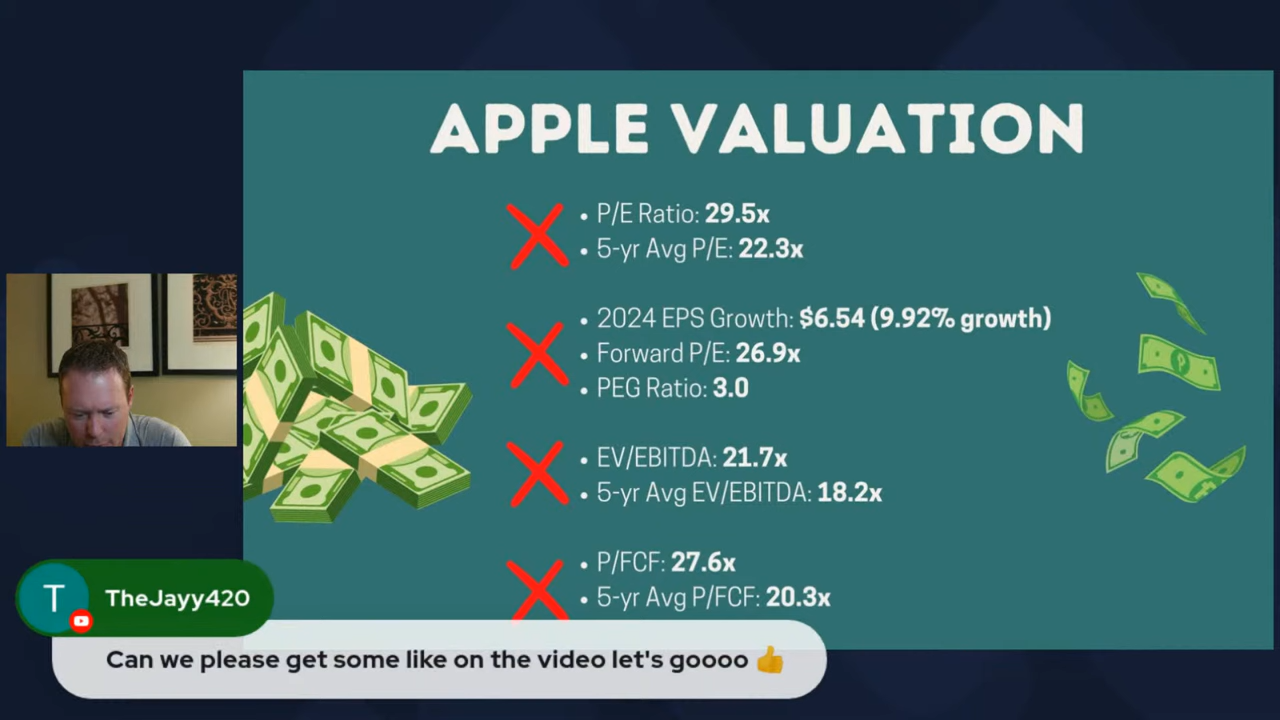 APPLE VALUATION
• P/E Ratio: 29.5x
• 5-yr Avg P/E: 22.3x
• 2024 EPS Growth: $6.54 (9.92% growth)
• Forward P/E: 26.9x
• PEG Ratio: 3.0
• EV/EBITDA: 21.7x
• 5-yr Avg EV/EBITDA: 18.2x
• P/FCF: 27.6x
• 5-yr Avg P/FCF: 20.3x
T
TheJayy420
Can we please get some like on the video let's goooo 👍